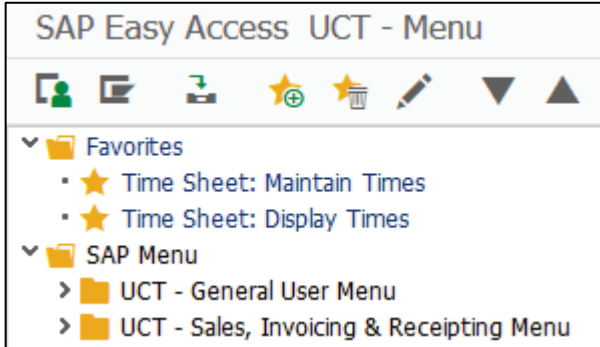 SAP Easy Access UCT - Menu
Favorites
Time Sheet: Maintain Times
Time Sheet: Display Times
SAP Menu
UCT - General User Menu
UCT - Sales, Invoicing & Receipting Menu